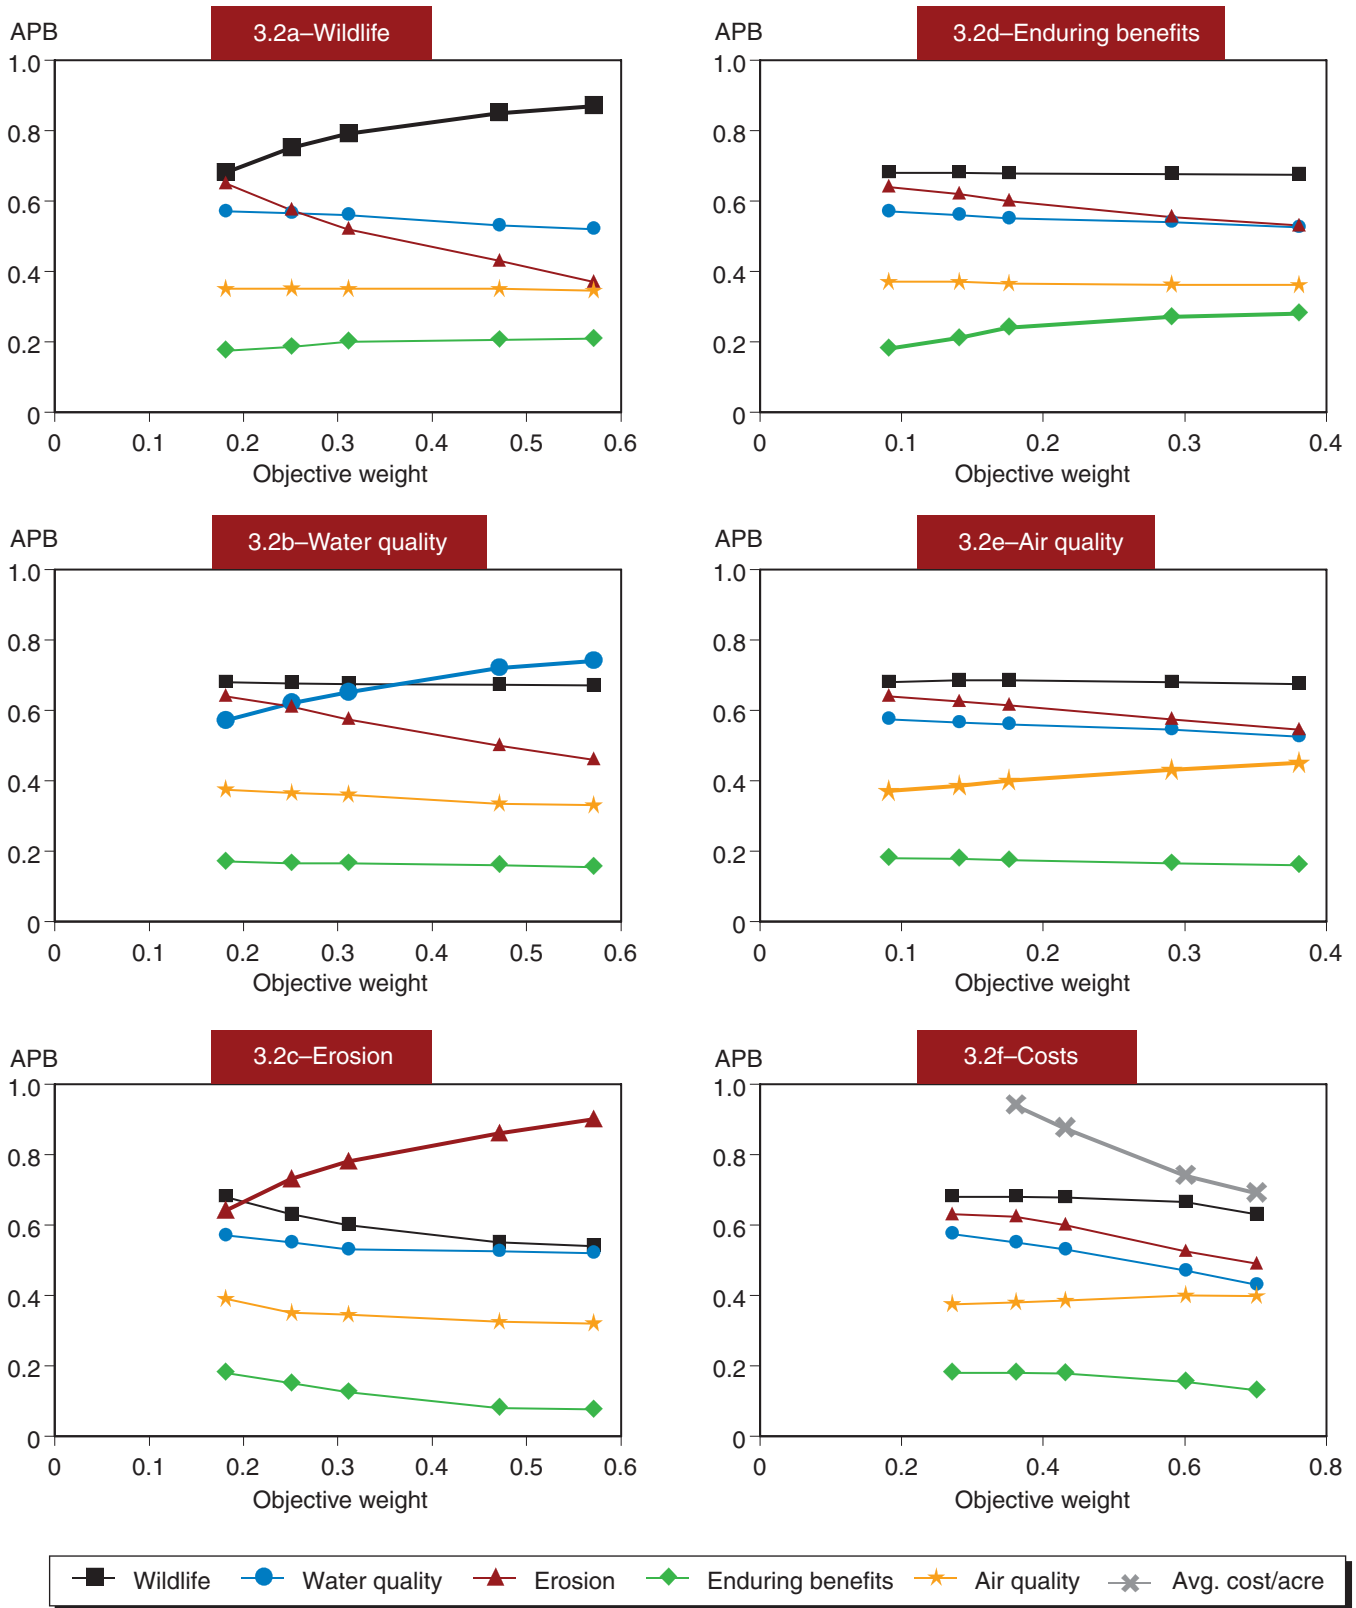 APB
3.2a–Wildlife
1.0
0.8
0.6
0.4
0.2
0
0 0.1 0.2 0.3 0.4 0.5 0.6
Objective weight
APB
3.2d–Enduring benefits
1.0
0.8
0.6
0.4
0.2
0
0 0.1 0.2 0.3 0.4
Objective weight
APB
3.2b–Water quality
1.0
0.8
0.6
0.4
0.2
0
0 0.1 0.2 0.3 0.4 0.5 0.6
Objective weight
APB
3.2e–Air quality
1.0
0.8
0.6
0.4
0.2
0
0 0.1 0.2 0.3 0.4
Objective weight
APB
3.2c–Erosion
1.0
0.8
0.6
0.4
0.2
0
0 0.1 0.2 0.3 0.4 0.5 0.6
Objective weight
APB
3.2f–Costs
1.0
0.8
0.6
0.4
0.2
0
0 0.2 0.4 0.6 0.8
Objective weight
Wildlife Water quality Erosion Enduring benefits Air quality Avg. cost/acre